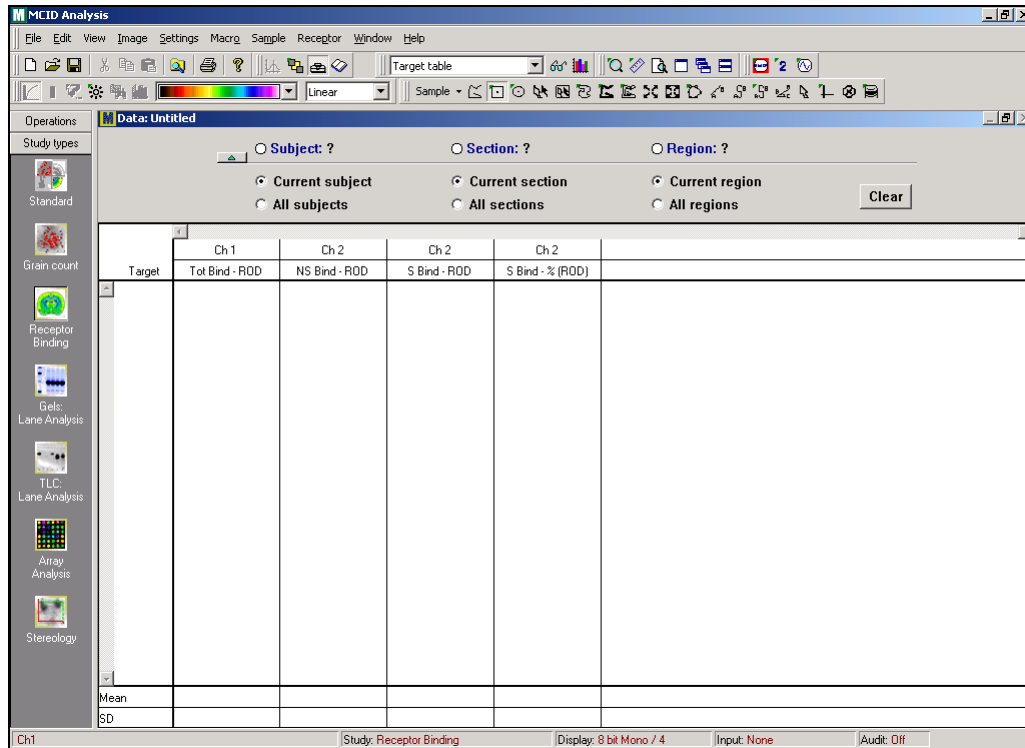 MCID Analysis
File Edit View Image Settings Macro Sample Receptor Window Help
Target table
Linear
Sample
Operations
Study types
Standard
Grain count
Receptor
Binding
Gels:
Lane Analysis
TLC:
Lane Analysis
Array
Analysis
Stereology
Data: Untitled
Subject: ? Section: ? Region: ?
Current subject Current section Current region
All subjects All sections All regions
Clear
Ch 1 Ch 2 Ch 2 Ch 2
Target Tot Bind - ROD NS Bind - ROD S Bind - ROD S Bind - % (ROD)
Mean
SD
Ch1 Study: Receptor Binding Display: 8 bit Mono / 4 Input: None Audit: Off